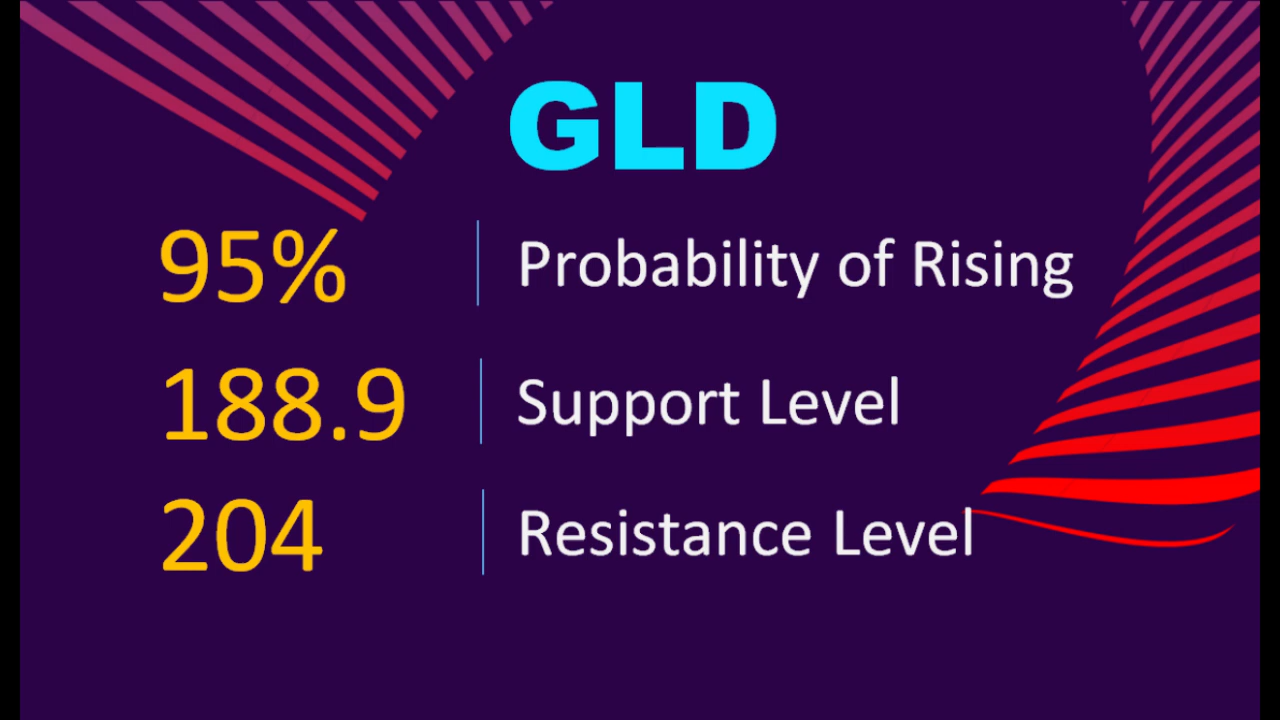 GLD
95% Probability of Rising
188.9 Support Level
204 Resistance Level